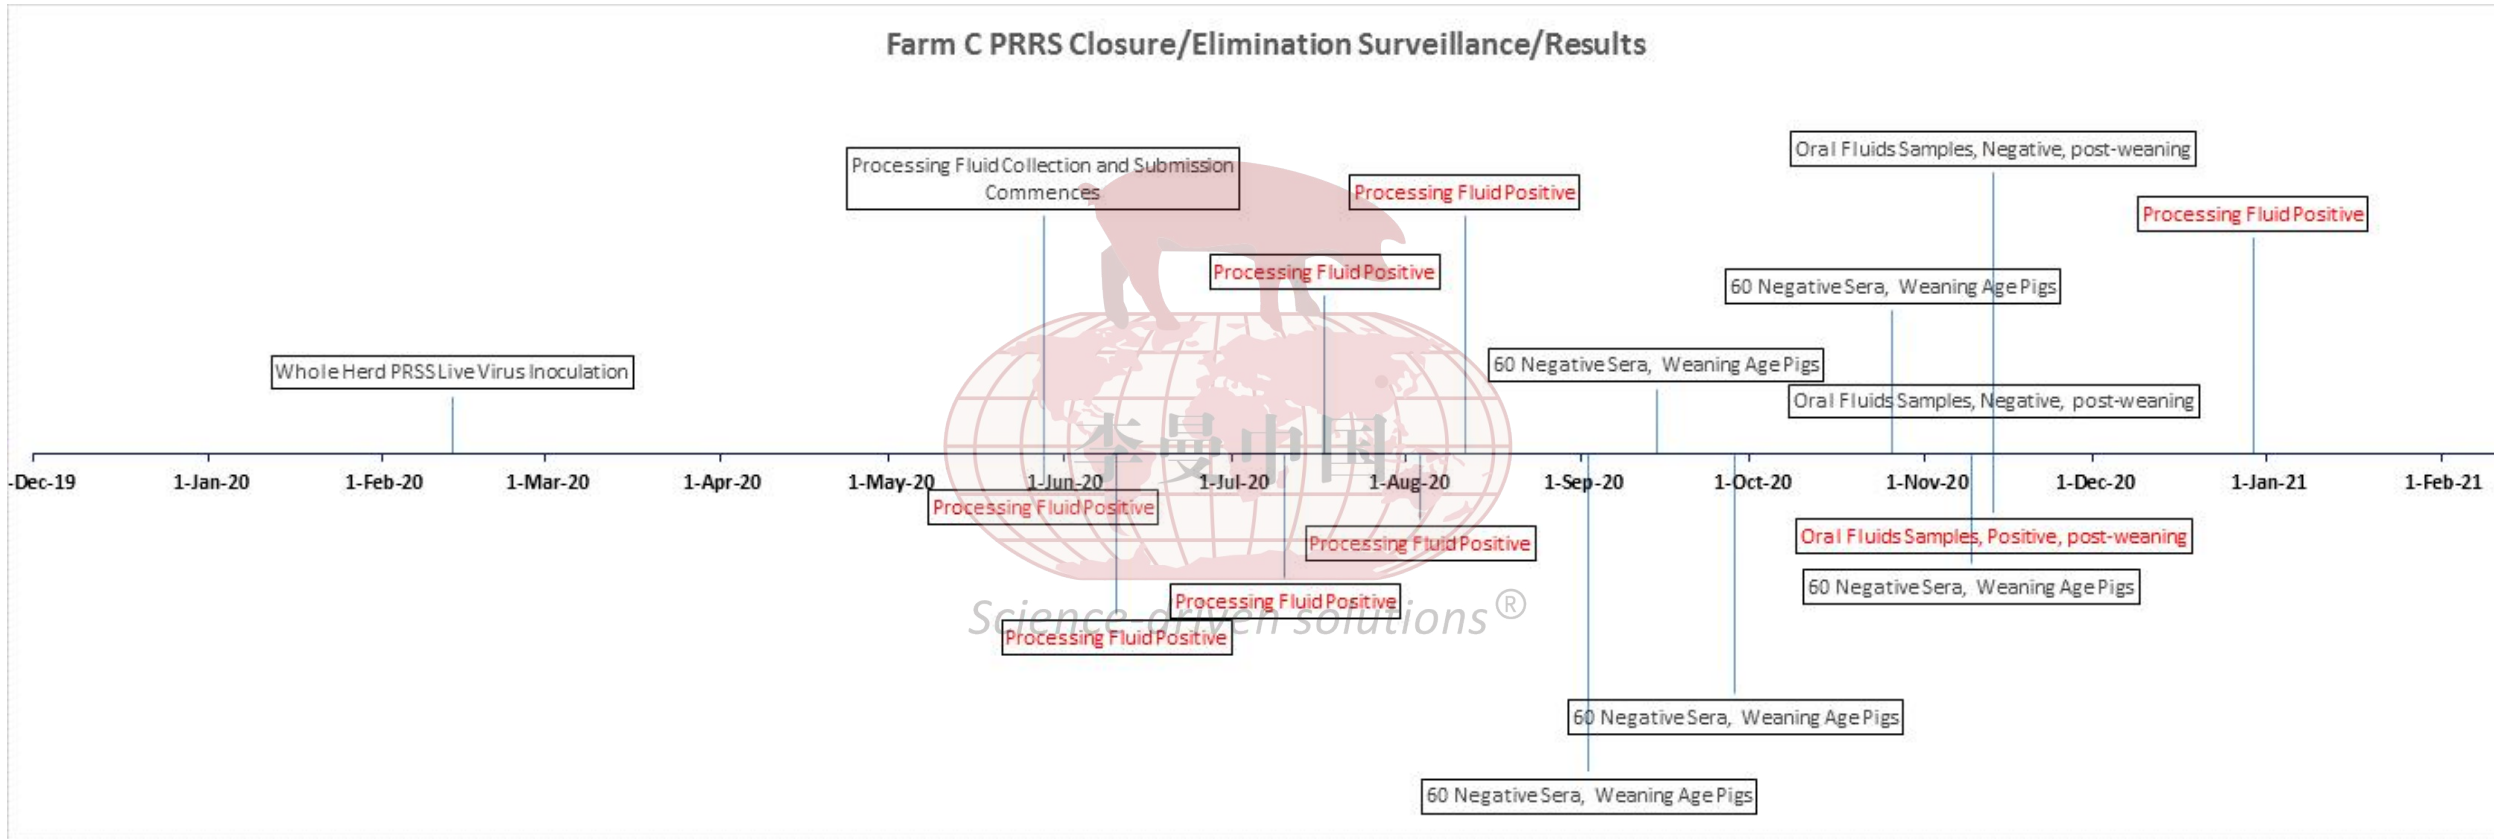 Farm C PRRS Closure/Elimination Surveillance/Results
Oral Fluids Samples, Negative, post-weaning
Processing Fluid Collection and Submission
Commences
Processing Fluid Positive
Processing Fluid Positive
Processing Fluid Positive
60 Negative Sera, Weaning Age Pigs
Whole Herd PRSS Live Virus Inoculation
60 Negative Sera, Weaning Age Pigs
Oral Fluids Samples, Negative, post-weaning
李曼中国
-Dec-19
1-Jan-20
1-Feb-20
1-Mar-20
1-Apr-20
1-May-20
1-Jun-20
1-Jul-20
1-Aug-20
1-Sep-20
1-Oct-20
1-Nov-20
1-Dec-20
1-Jan-21
1-Feb-21
Processing Fluid Positive
Processing Fluid Positive
Oral Fluids Samples, Positive, post-weaning
60 Negative Sera, Weaning Age Pigs
Processing Fluid Positive
Science-driven solutions®
Processing Fluid Positive
60 Negative Sera, Weaning Age Pigs
60 Negative Sera, Weaning Age Pigs